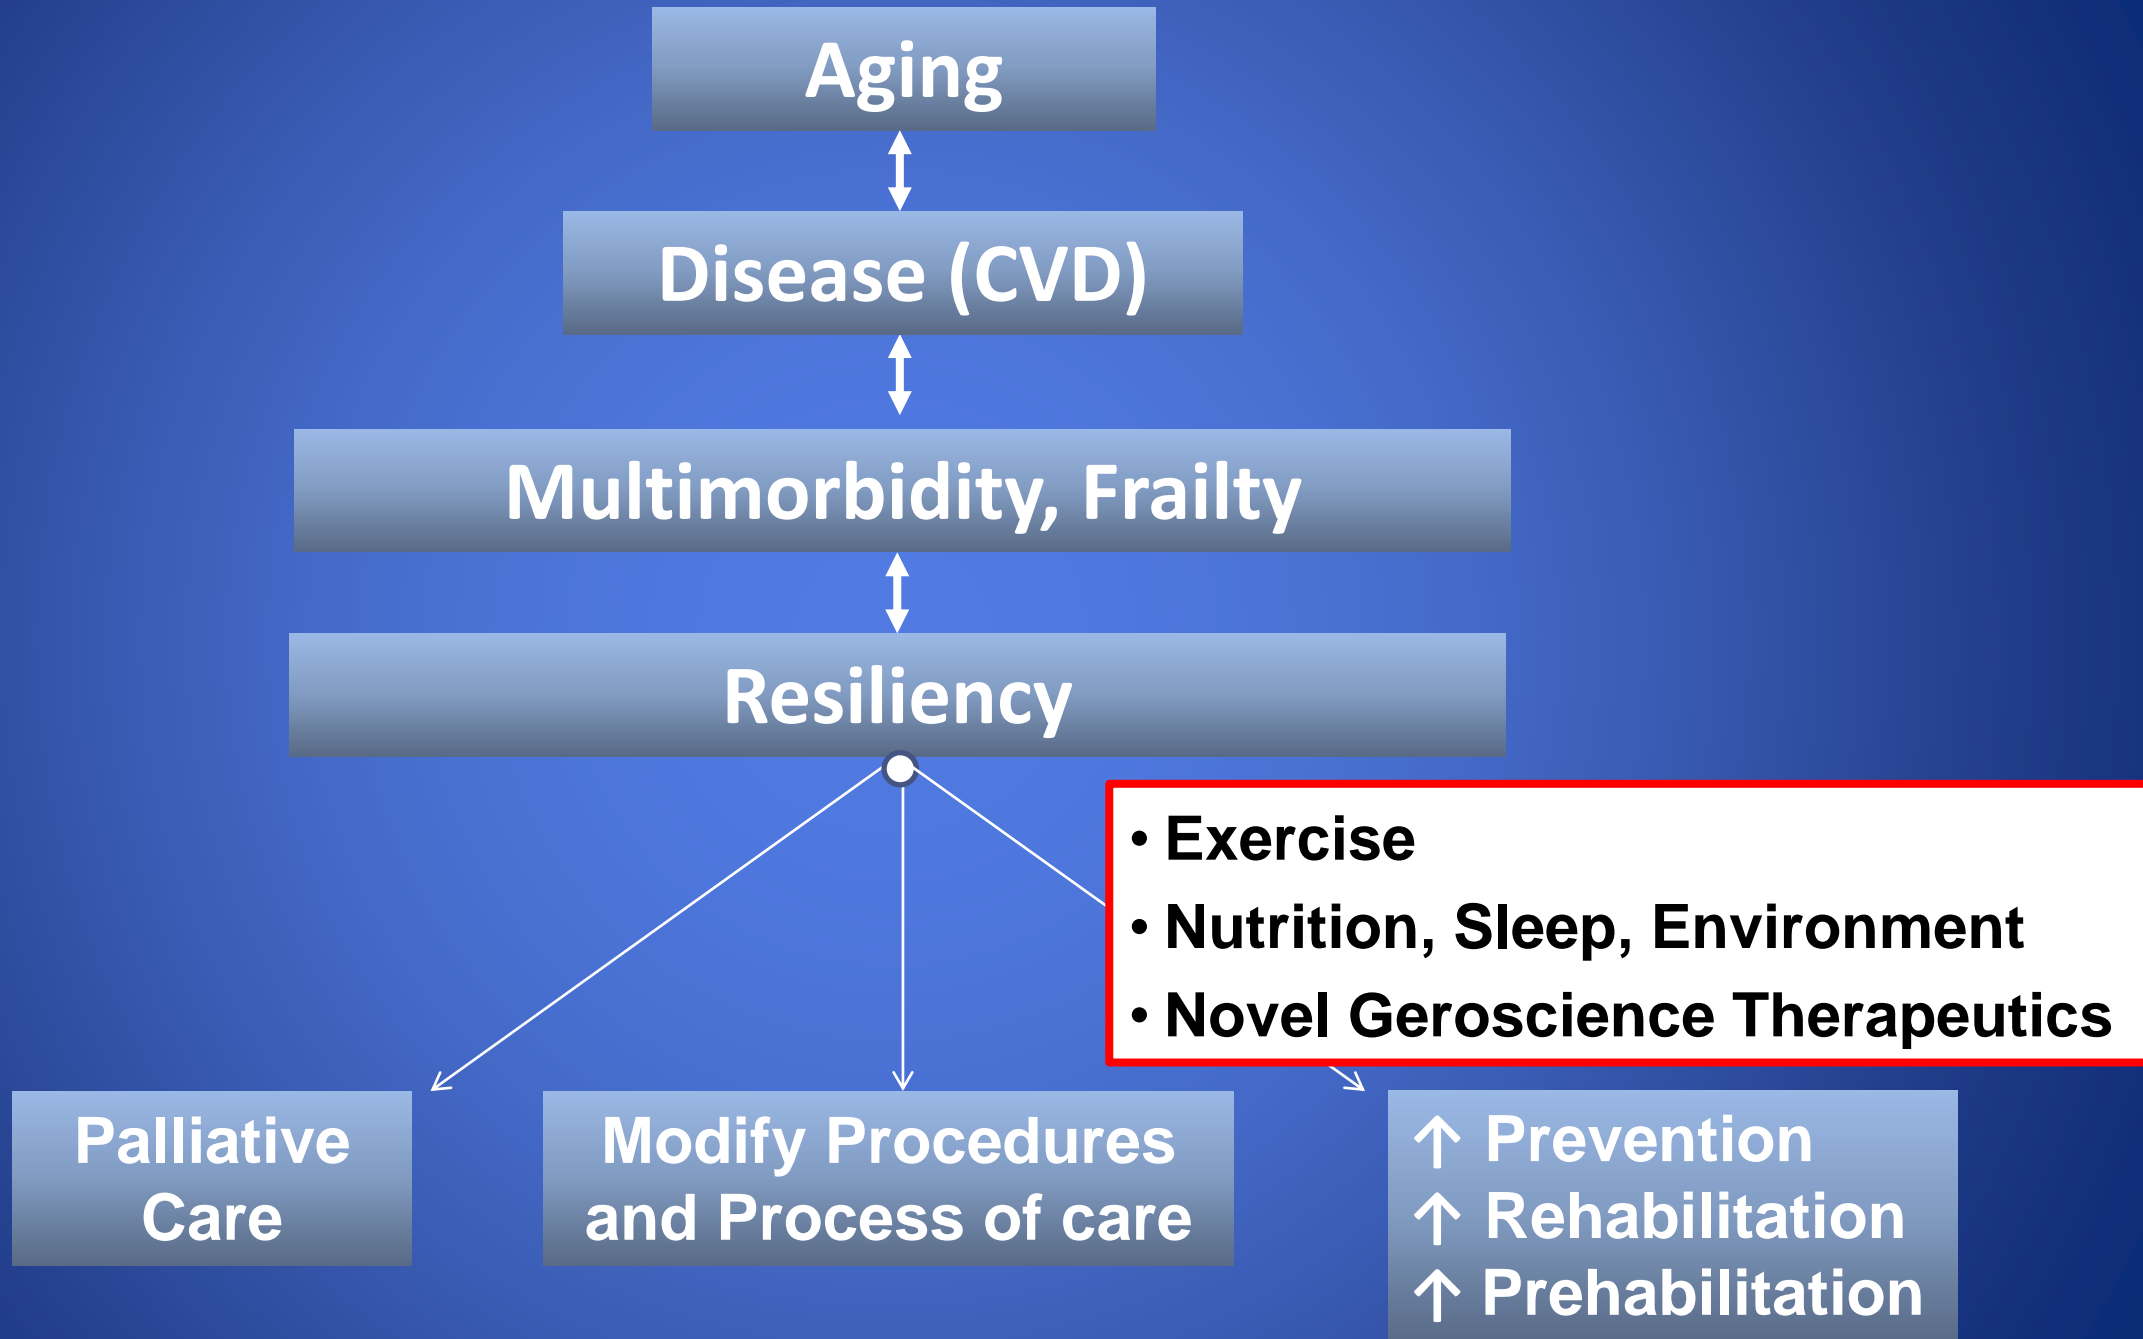 Aging
Disease (CVD)
Multimorbidity, Frailty
Resiliency
• Exercise
• Nutrition, Sleep, Environment
• Novel Geroscience Therapeutics
Palliative
Care
Modify Procedures
and Process of care
↑ Prevention
↑ Rehabilitation
↑ Prehabilitation